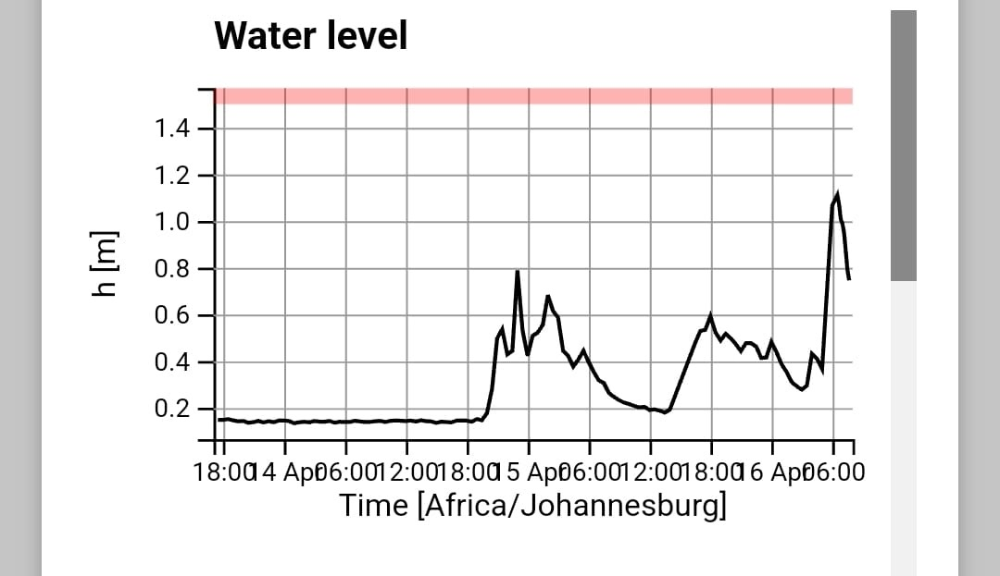 Water level
1.4
1.2
1.0
0.8
0.6
0.4
0.2
h [m]
18:00 14 Apr 06:00 12:00 18:00 15 Apr 06:00 12:00 18:00 16 Apr 06:00
Time [Africa/Johannesburg]